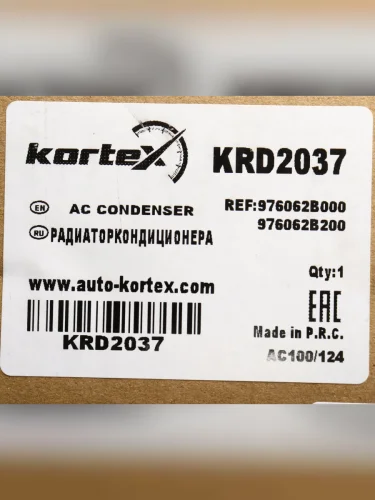 kortex
KRD2037
EN AC CONDENSER
REF:976062B000
976062B200
RU РАДИАТОРКОНДИЦИОНЕРА
Qty:1
www.auto-kortex.com
EAC
Made in P.R.C.
KRD2037
AC100/124